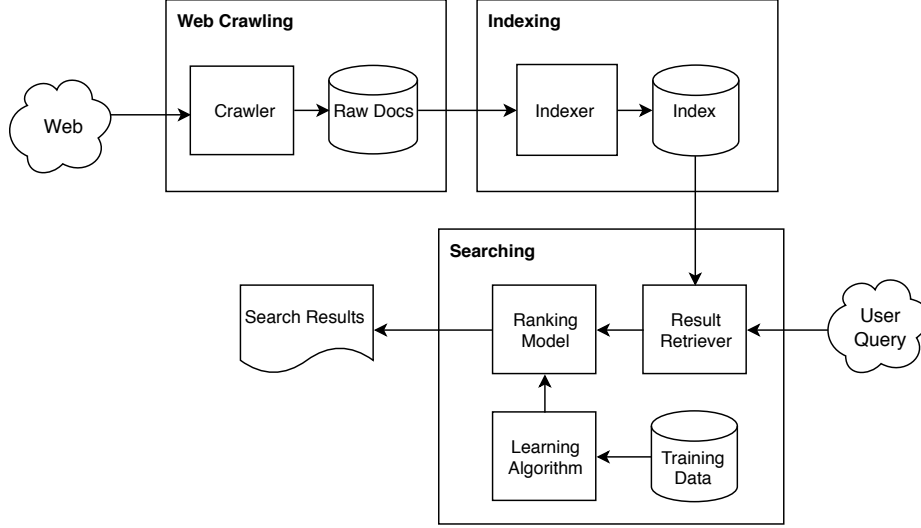 Web Crawling
Indexing
Web
Crawler
Raw Docs
Indexer
Index
Searching
Search Results
Ranking
Model
Result
Retriever
User
Query
Learning
Algorithm
Training
Data